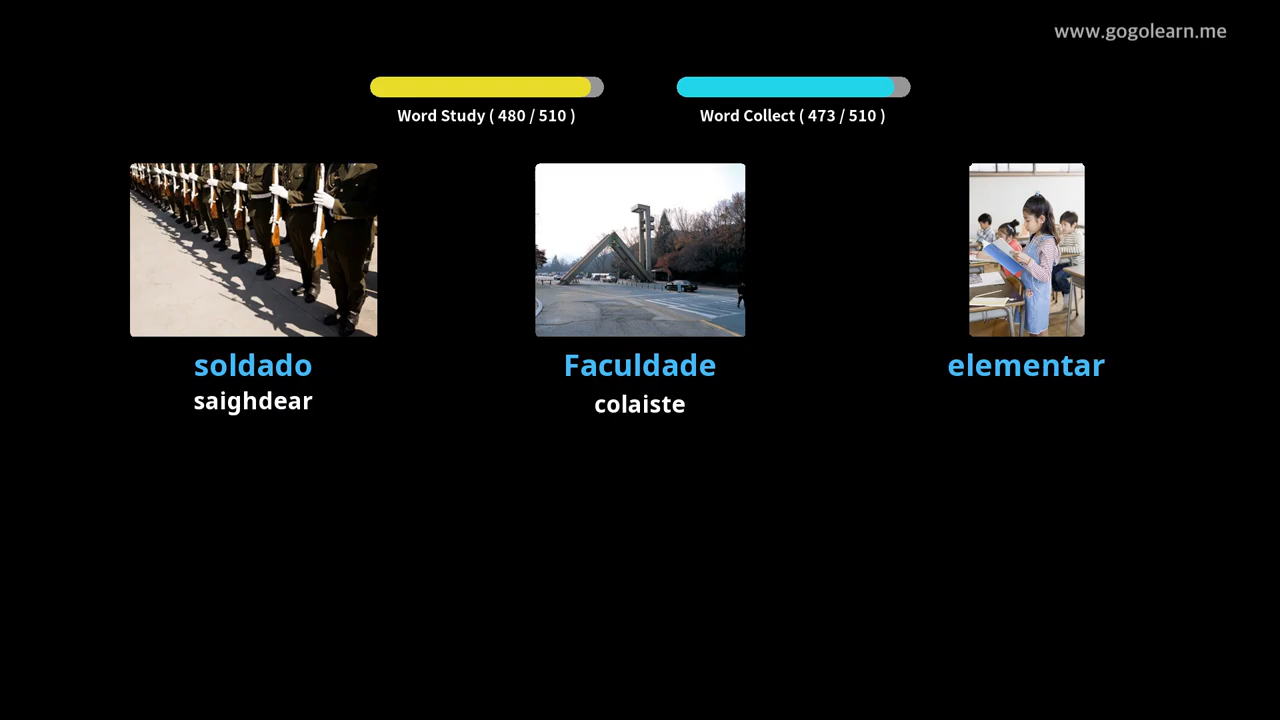 www.gogolearn.me
Word Study ( 480 / 510 )
Word Collect ( 473 / 510 )
soldado
saighdear
Faculdade
colaiste
elementar